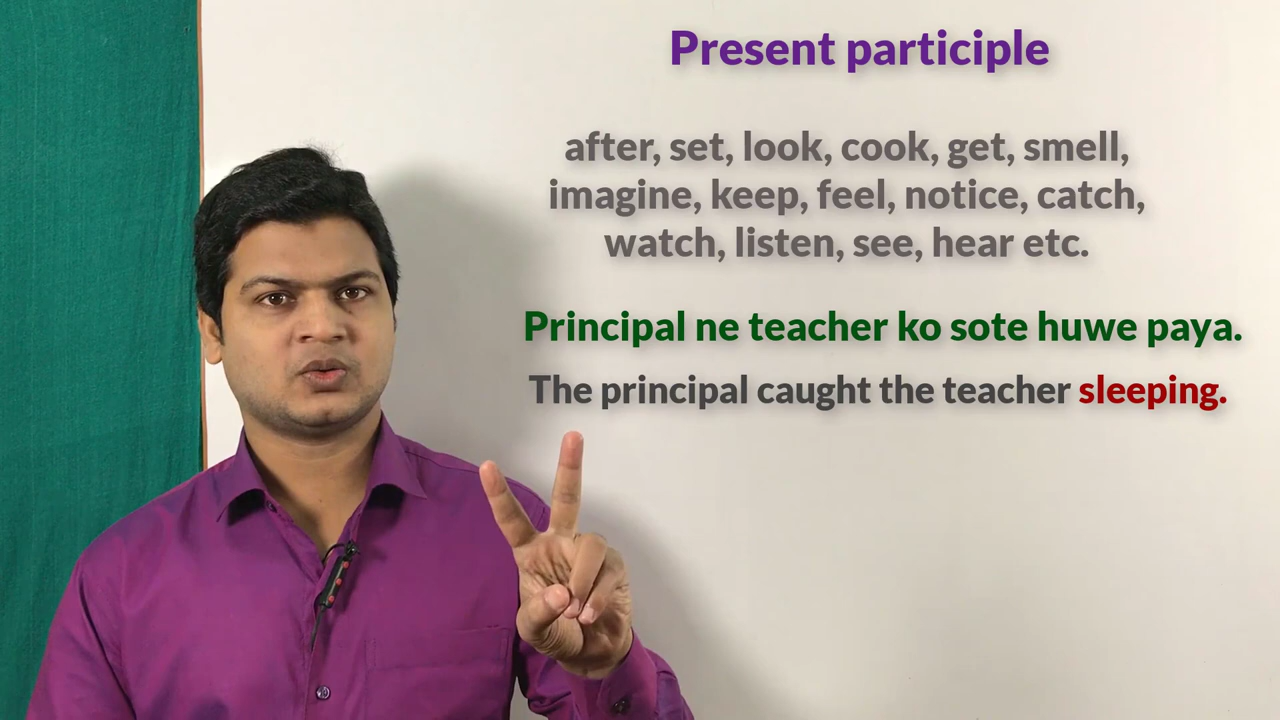 Present participle
after, set, look, cook, get, smell,
imagine, keep, feel, notice, catch,
watch, listen, see, hear etc.
Principal ne teacher ko sote huwe paya.
The principal caught the teacher sleeping.